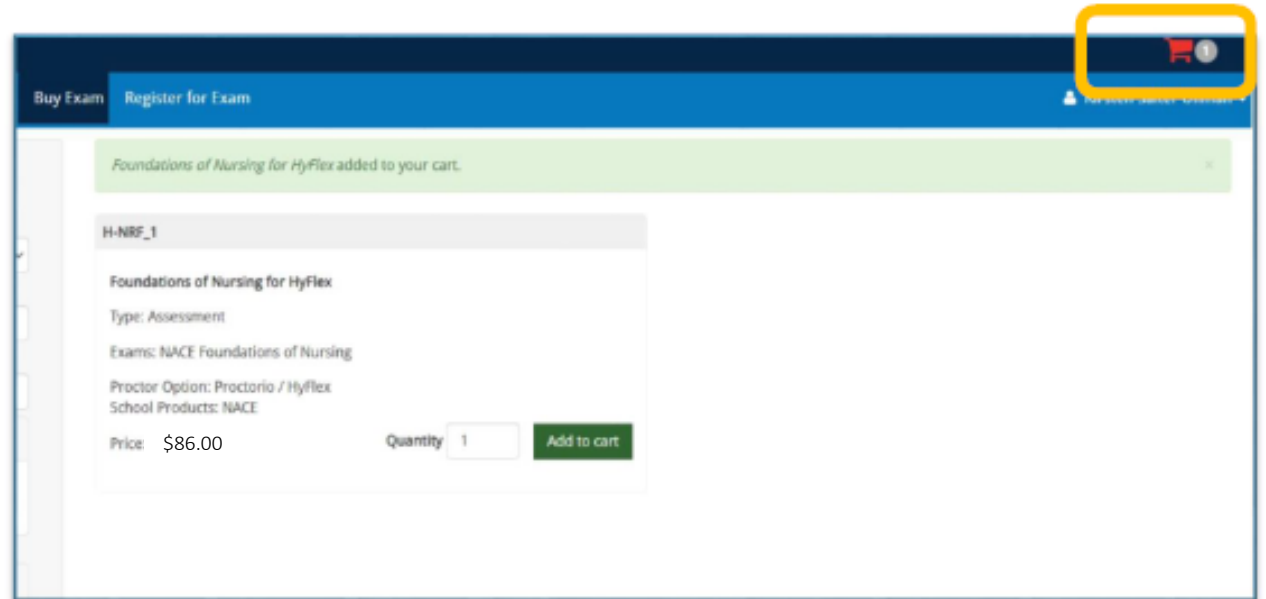 1
Buy Exam Register for Exam
Foundations of Nursing for HyFlex added to your cart. ×
H-NRF_1
Foundations of Nursing for HyFlex
Type: Assessment
Exams: NACE Foundations of Nursing
Proctor Option: Proctorio / Hyflex
School Products: NACE
Price: $86.00 Quantity 1 Add to cart